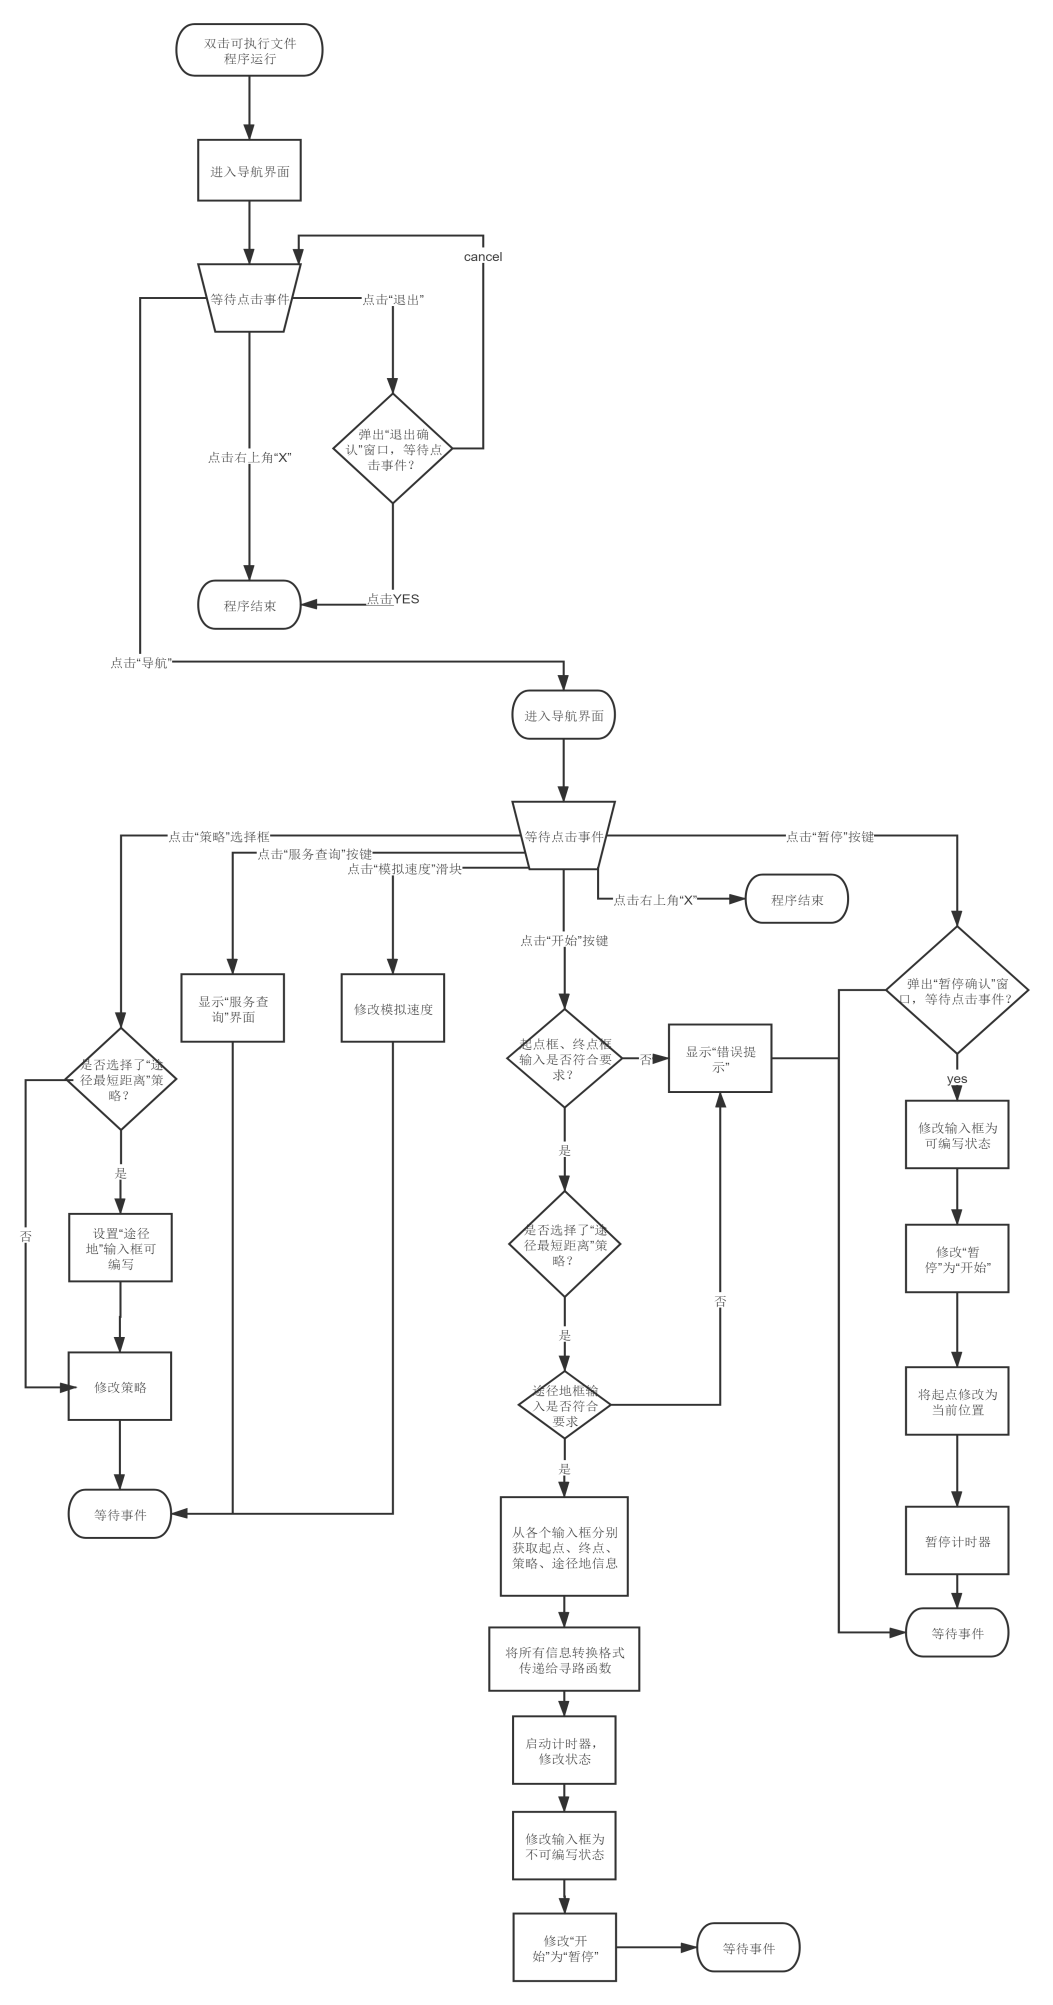 双击可执行文件
程序运行
进入导航界面
cancel
等待点击事件
点击“退出”
弹出“退出确
认”窗口，等待点
击事件？
点击右上角“X”
点击YES
程序结束
点击“导航”
进入导航界面
等待点击事件
点击“策略”选择框
点击“服务查询”按键
点击“模拟速度”滑块
点击“暂停”按键
点击右上角“X”
程序结束
点击“开始”按键
显示“服务查
询”界面
修改模拟速度
弹出“暂停确认”窗
口，等待点击事件？
是否选择了“途
径最短距离”策
略？
起点框、终点框
输入是否符合要
求？
否
显示“错误提
示”
yes
修改输入框为
可编写状态
是
是
否
设置“途径
地”输入框可
编写
是否选择了“途
径最短距离”策
略？
修改“暂
停”为“开始”
否
是
修改策略
途径地框输
入是否符合
要求
将起点修改为
当前位置
是
等待事件
从各个输入框分别
获取起点、终点、
策略、途径地信息
暂停计时器
等待事件
将所有信息转换格式
传递给寻路函数
启动计时器，
修改状态
修改输入框为
不可编写状态
修改“开
始”为“暂停”
等待事件